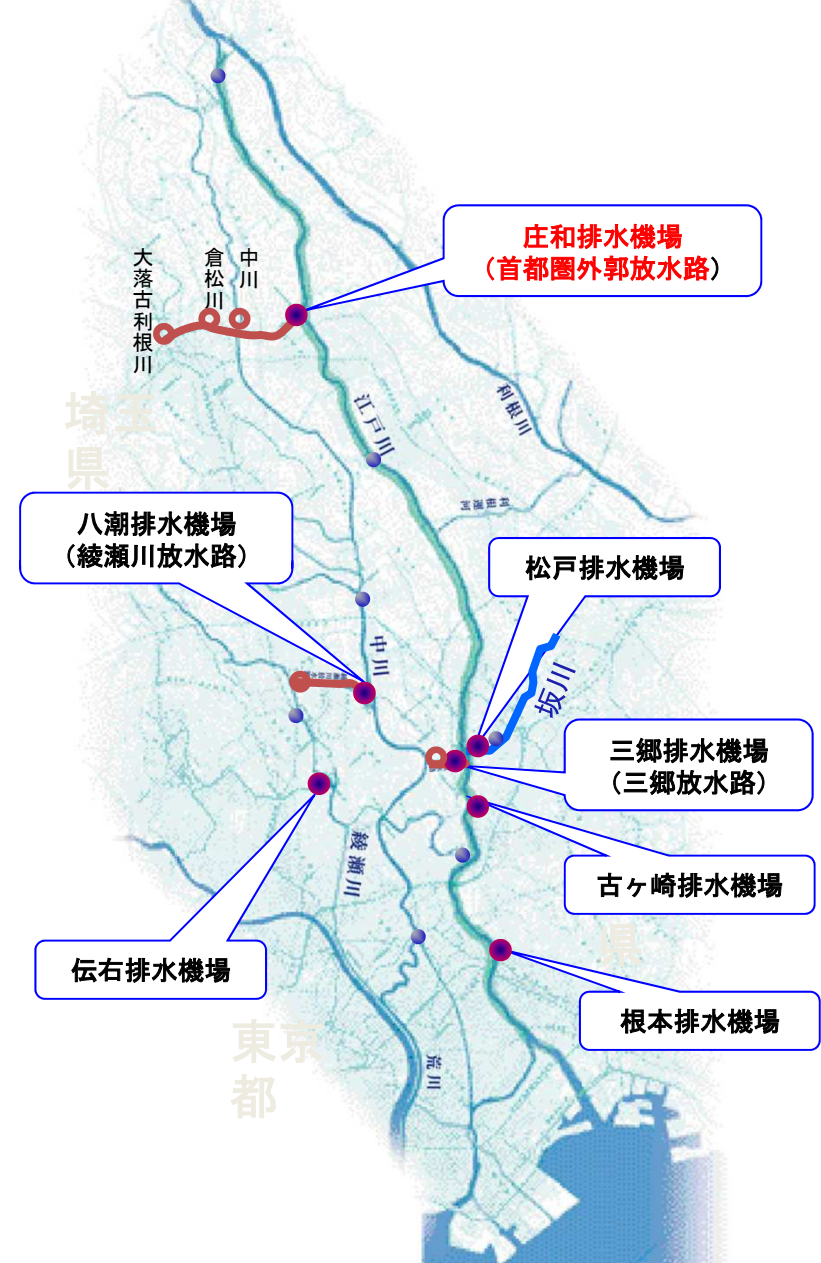 庄和排水機場
（首都圏外郭放水路）
大落古利根川
倉松川
中川
利根川
江戸川
埼玉
県
利根運河
八潮排水機場
（綾瀬川放水路）
松戸排水機場
中川
坂川
三郷排水機場
（三郷放水路）
綾瀬川
古ヶ崎排水機場
県
伝右排水機場
根本排水機場
東京
都
荒川